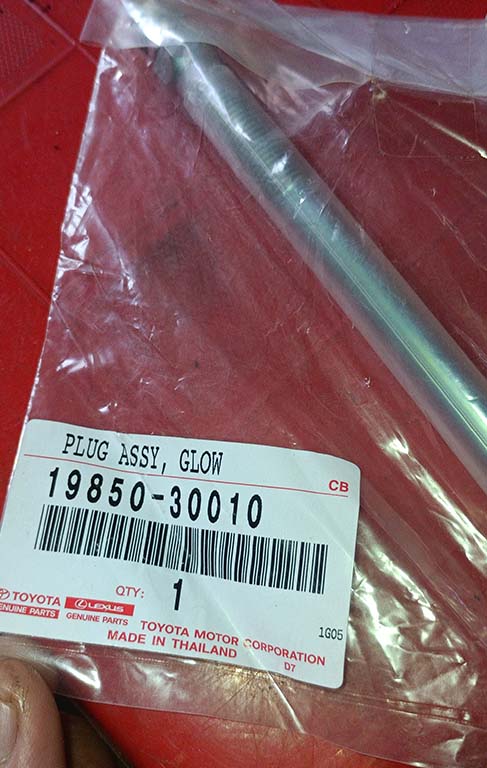 PLUG ASSY, GLOW
CB
19850-30010
QTY:
1
TOYOTA
GENUINE PARTS
LEXUS
GENUINE PARTS
1G05
TOYOTA MOTOR CORPORATION
MADE IN THAILAND
D7